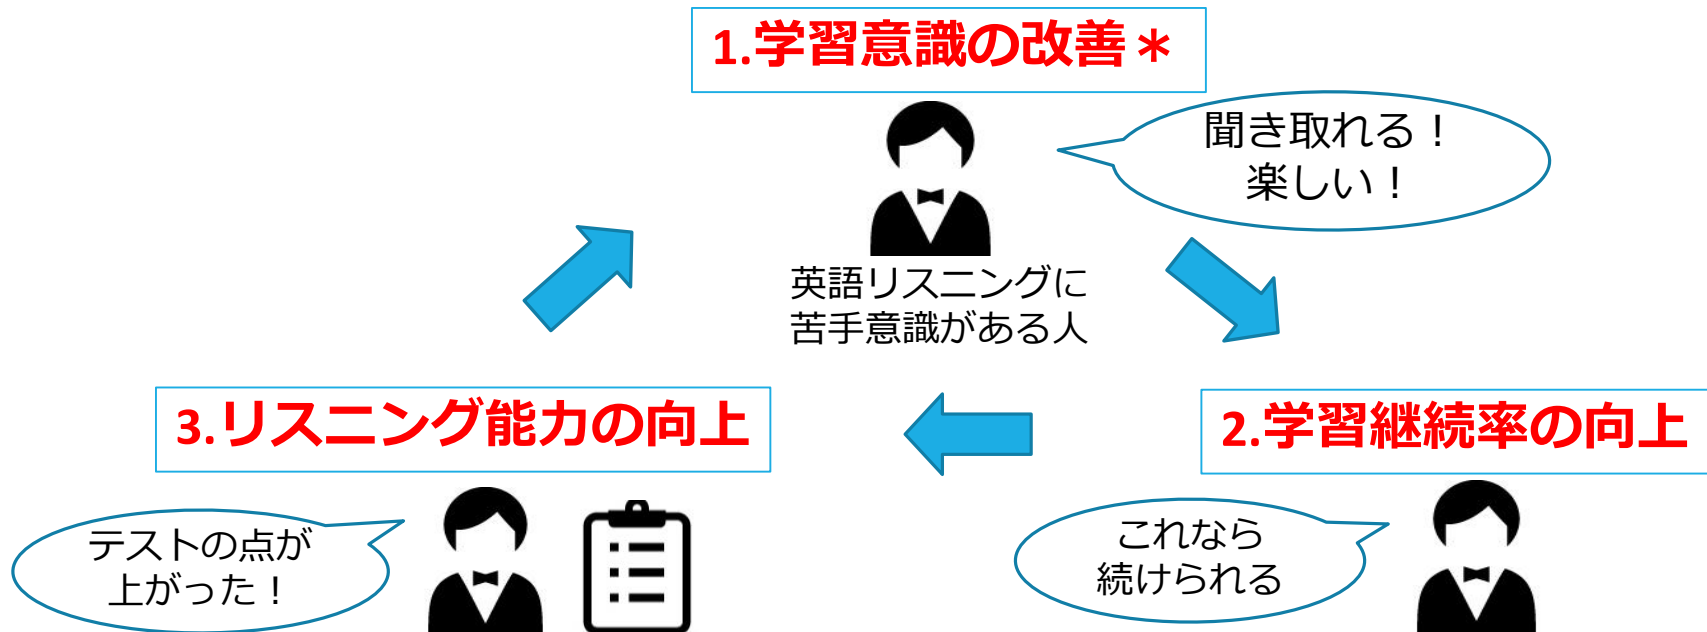 1.学習意識の改善＊
聞き取れる！
楽しい！
英語リスニングに
苦手意識がある人
3.リスニング能力の向上
2.学習継続率の向上
テストの点が
上がった！
これなら
続けられる